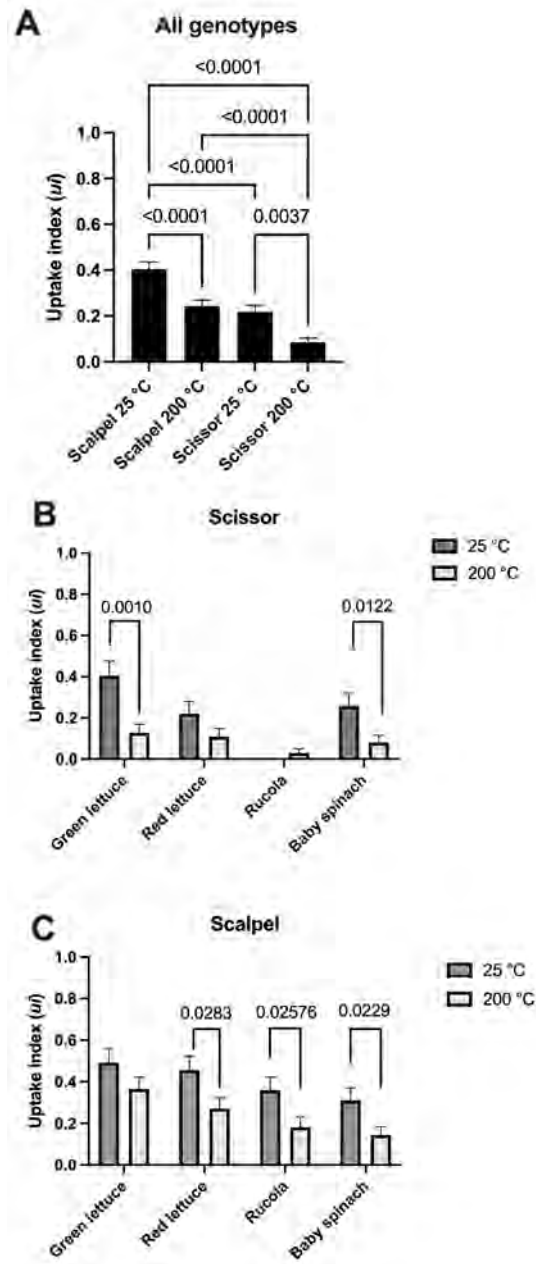 A
All genotypes
<0.0001
<0.0001
<0.0001
<0.0001 0.0037
Uptake index (ui)
1.0
0.8
0.6
0.4
0.2
0.0
Scalpel 25 °C
Scalpel 200 °C
Scissor 25 °C
Scissor 200 °C
B
Scissor
25 °C
200 °C
Uptake index (ui)
1.0
0.8
0.6
0.4
0.2
0.0
0.0010
0.0122
Green lettuce
Red lettuce
Rucola
Baby spinach
C
Scalpel
25 °C
200 °C
Uptake index (ui)
1.0
0.8
0.6
0.4
0.2
0.0
0.0283
0.02576
0.0229
Green lettuce
Red lettuce
Rucola
Baby spinach